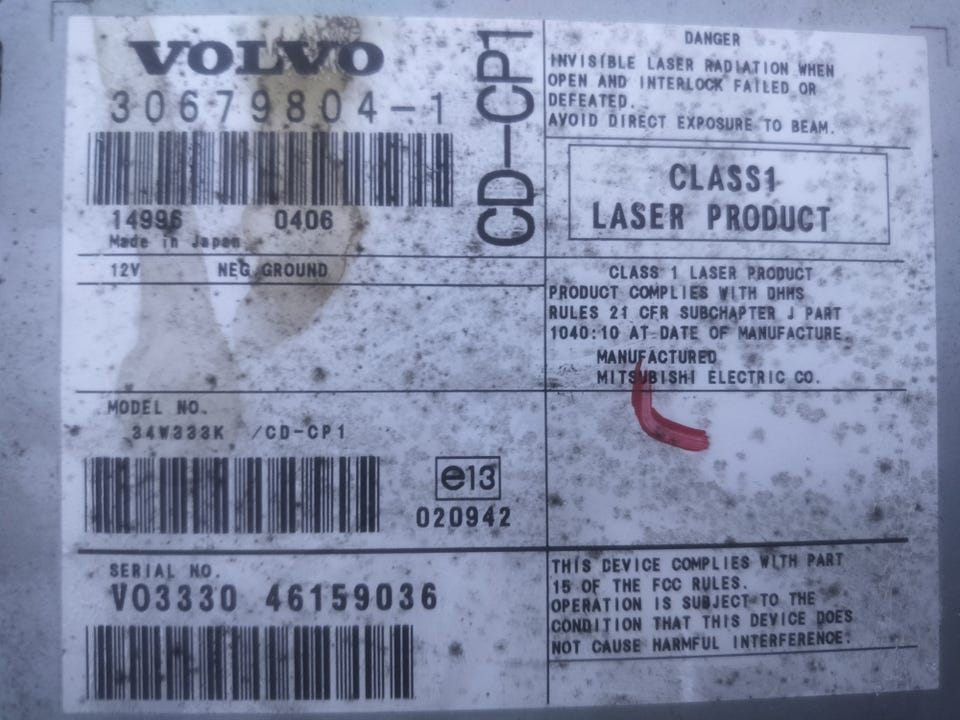 VOLVO
30679804-1
14996 0406
Made in Japan
CD-CP1
12V NEG.GROUND
MODEL NO.
34W333K /CD-CP1
e13
020942
SERIAL NO.
VO3330 46159036
DANGER
INVISIBLE LASER RADIATION WHEN
OPEN AND INTERLOCK FAILED OR
DEFEATED.
AVOID DIRECT EXPOSURE TO BEAM.
CLASS1
LASER PRODUCT
CLASS 1 LASER PRODUCT
PRODUCT COMPLIES WITH DHHS
RULES 21 CFR SUBCHAPTER J PART
1040:10 AT DATE OF MANUFACTURE.
MANUFACTURED
MITSUBISHI ELECTRIC CO.
THIS DEVICE COMPLIES WITH PART
15 OF THE FCC RULES.
OPERATION IS SUBJECT TO THE
CONDITION THAT THIS DEVICE DOES
NOT CAUSE HARMFUL INTERFERENCE.